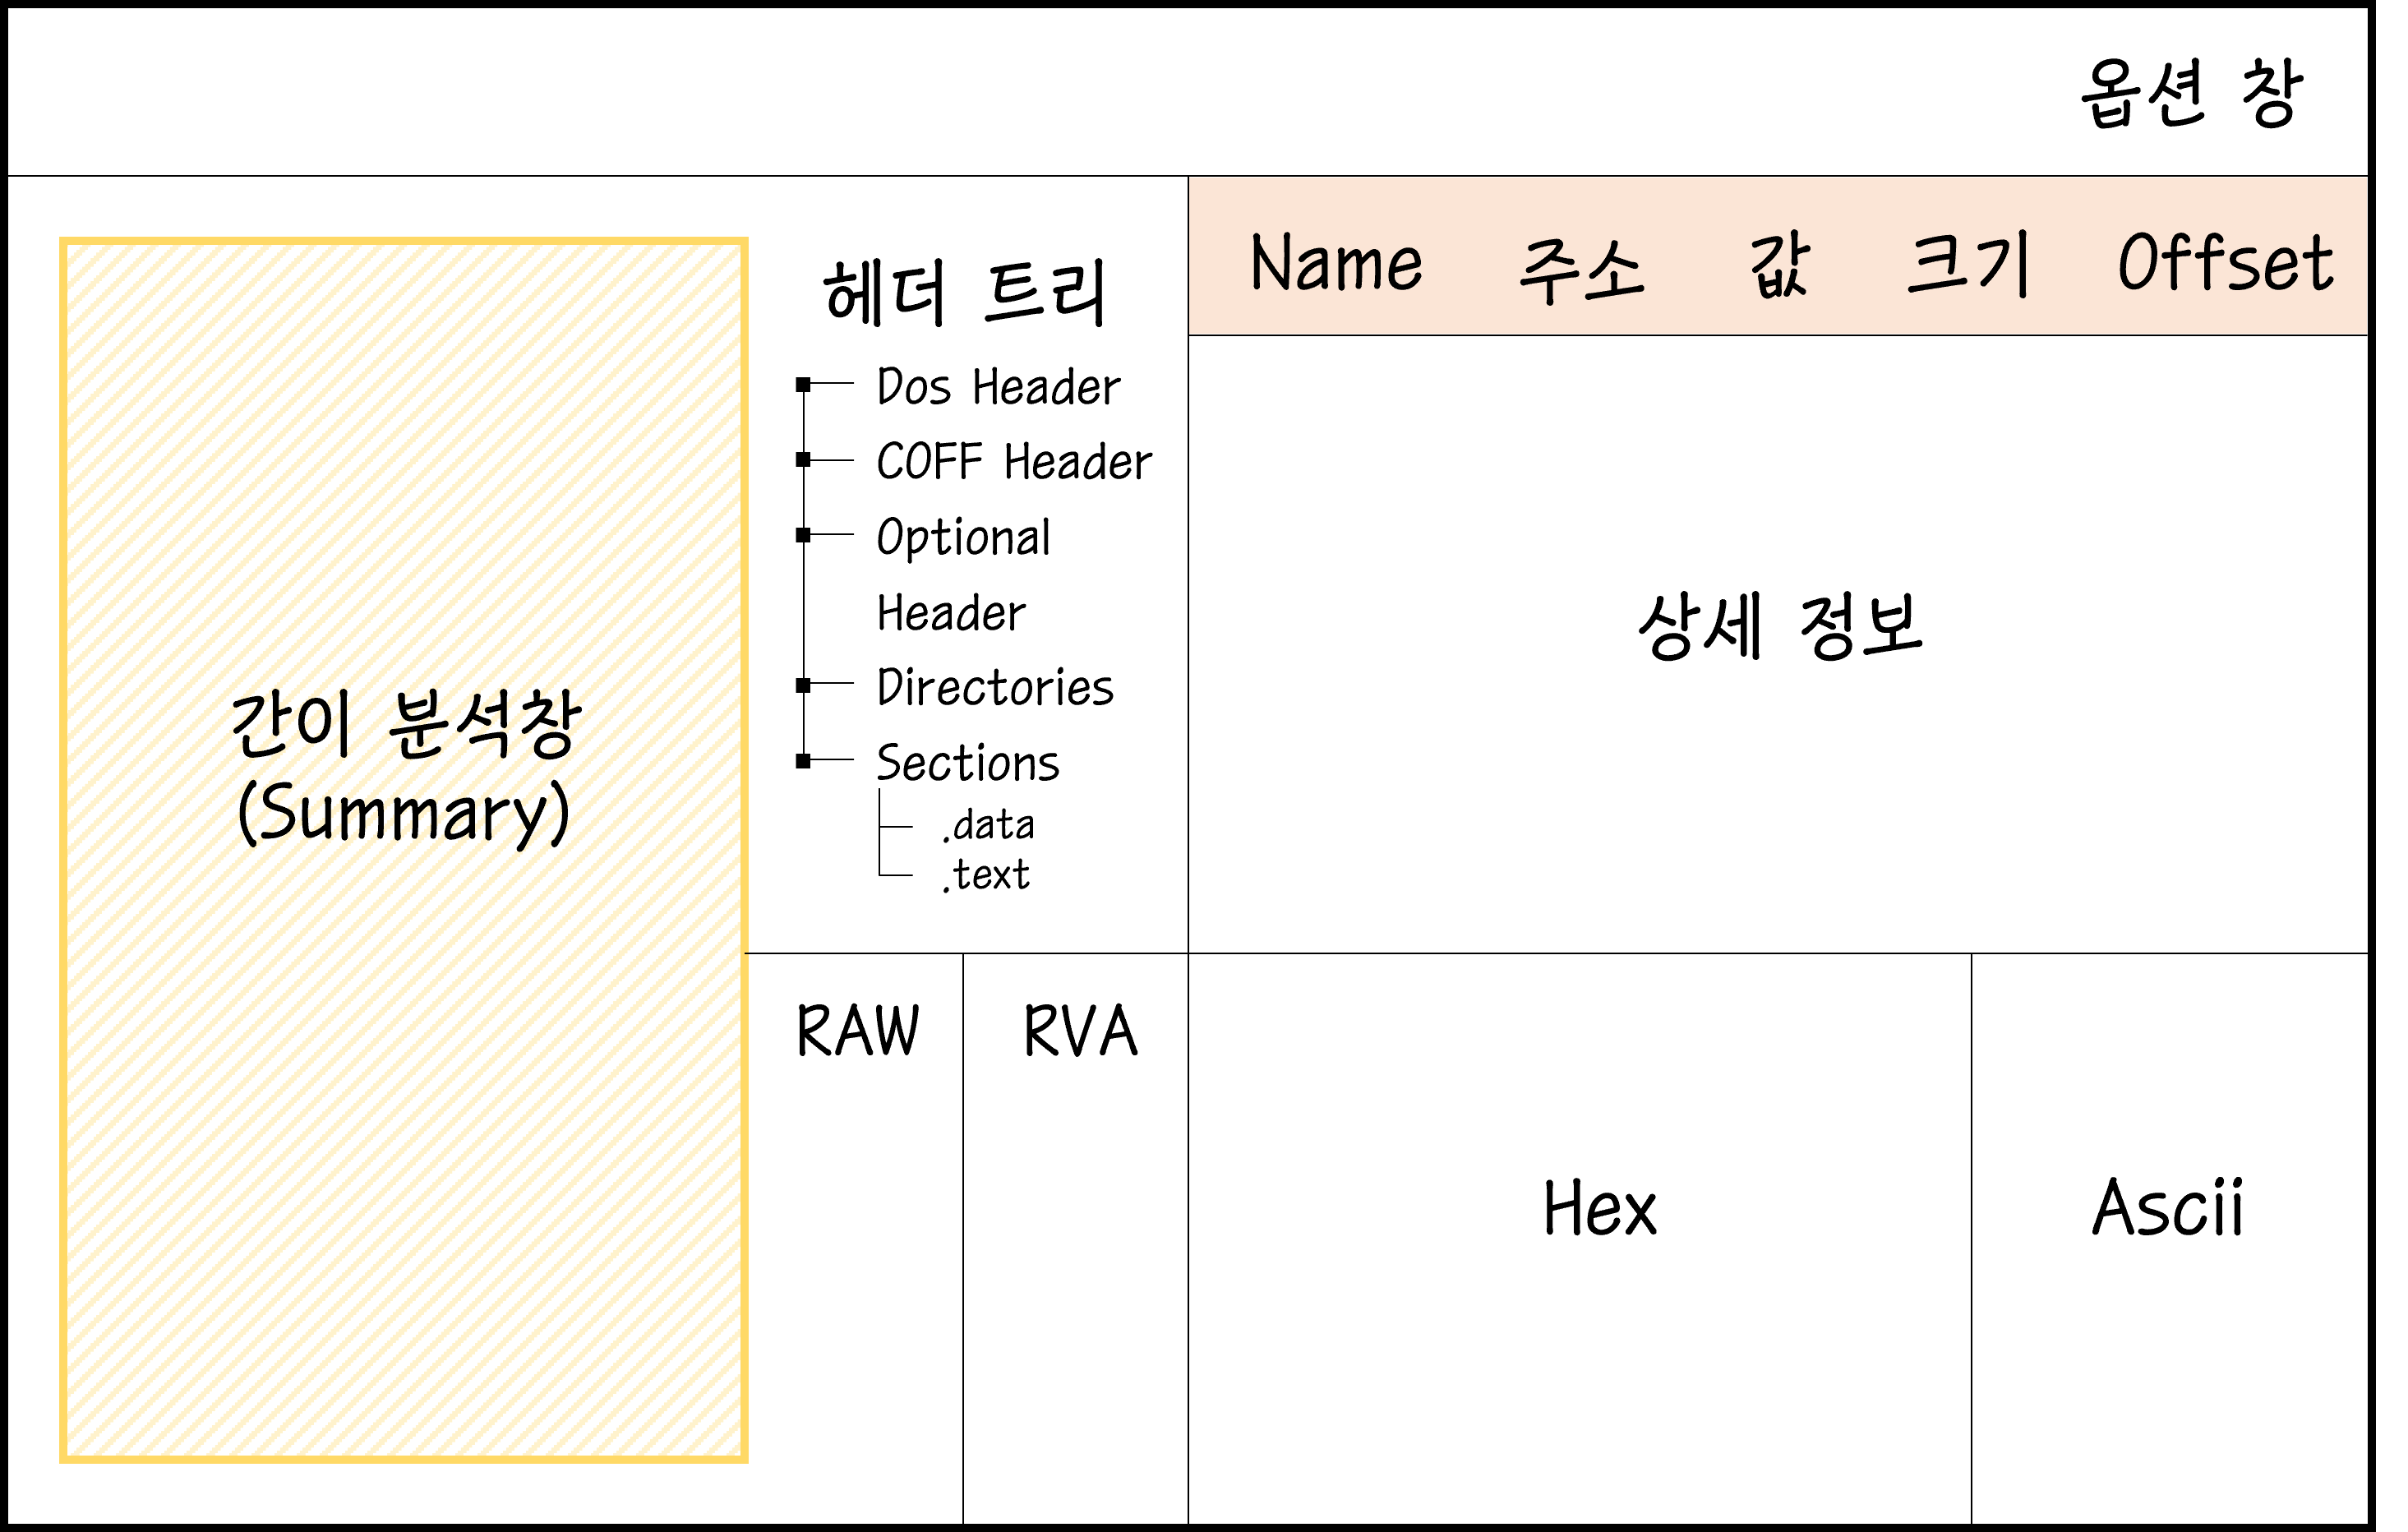 옵션 창
간이 분석창
(Summary)
헤더 트리
Dos Header
COFF Header
Optional
Header
Directories
Sections
.data
.text
Name 주소 값 크기 Offset
상세 정보
RAW
RVA
Hex
Ascii